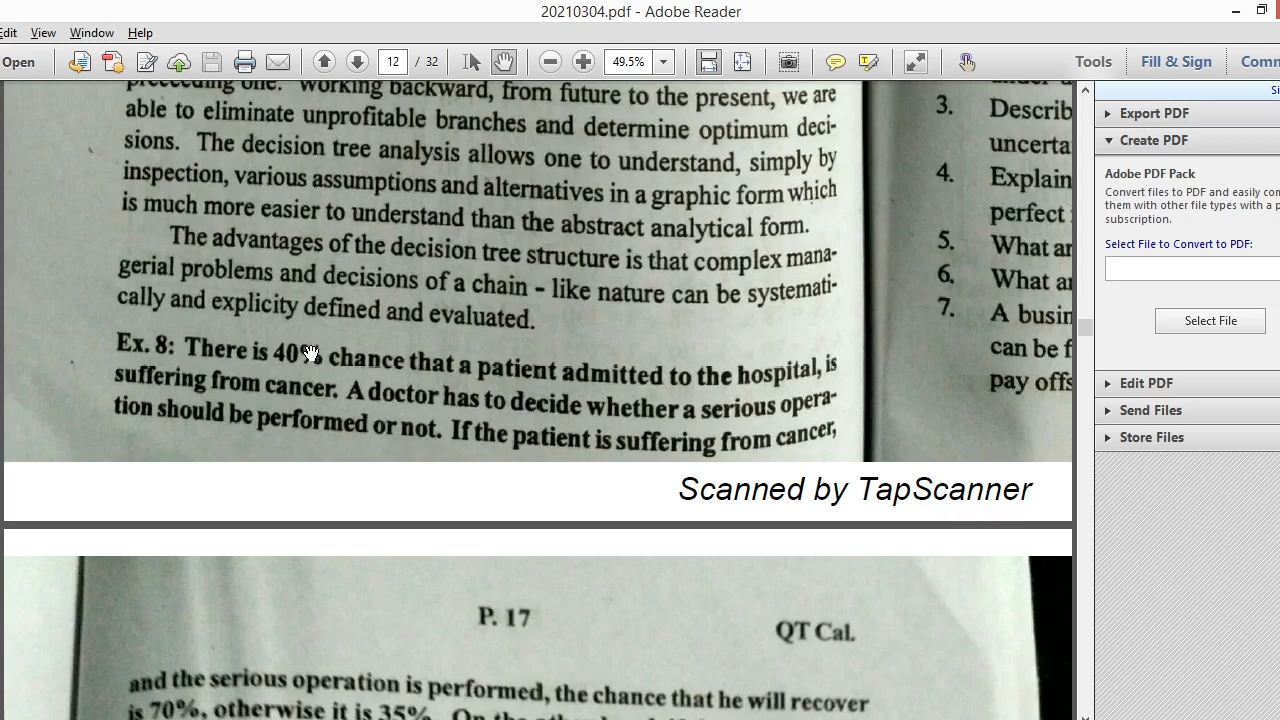 20210304.pdf - Adobe Reader
Edit View Window Help
Open 12 / 32 49.5% Tools Fill & Sign Comm
preceeding one. Working backward, from future to the present, we are
able to eliminate unprofitable branches and determine optimum deci-
sions. The decision tree analysis allows one to understand, simply by
inspection, various assumptions and alternatives in a graphic form which
is much more easier to understand than the abstract analytical form.
The advantages of the decision tree structure is that complex mana-
gerial problems and decisions of a chain – like nature can be systemati-
cally and explicity defined and evaluated.
Ex. 8: There is 40% chance that a patient admitted to the hospital, is
suffering from cancer. A doctor has to decide whether a serious opera-
tion should be performed or not. If the patient is suffering from cancer,
3. Describ
uncerta
4. Explain
perfect
5. What ar
6. What ar
7. A busin
can be f
pay offs
Scanned by TapScanner
P. 17
QT Cal.
and the serious operation is performed, the chance that he will recover
is 70%, otherwise it is 35%. On the other
Export PDF
Create PDF
Adobe PDF Pack
Convert files to PDF and easily con
them with other file types with a p
subscription.
Select File to Convert to PDF:
Select File
Edit PDF
Send Files
Store Files